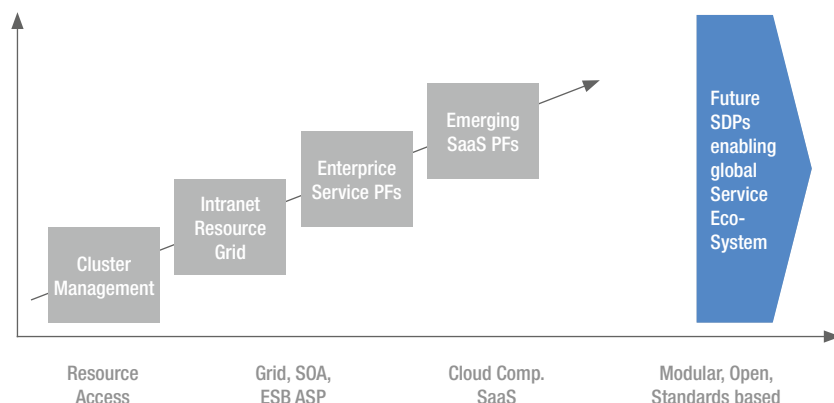 Cluster
Management
Intranet
Resource
Grid
Enterprice
Service PFs
Emerging
SaaS PFs
Future
SDPs
enabling
global
Service
Eco-
System
Resource
Access
Grid, SOA,
ESB ASP
Cloud Comp.
SaaS
Modular, Open,
Standards based